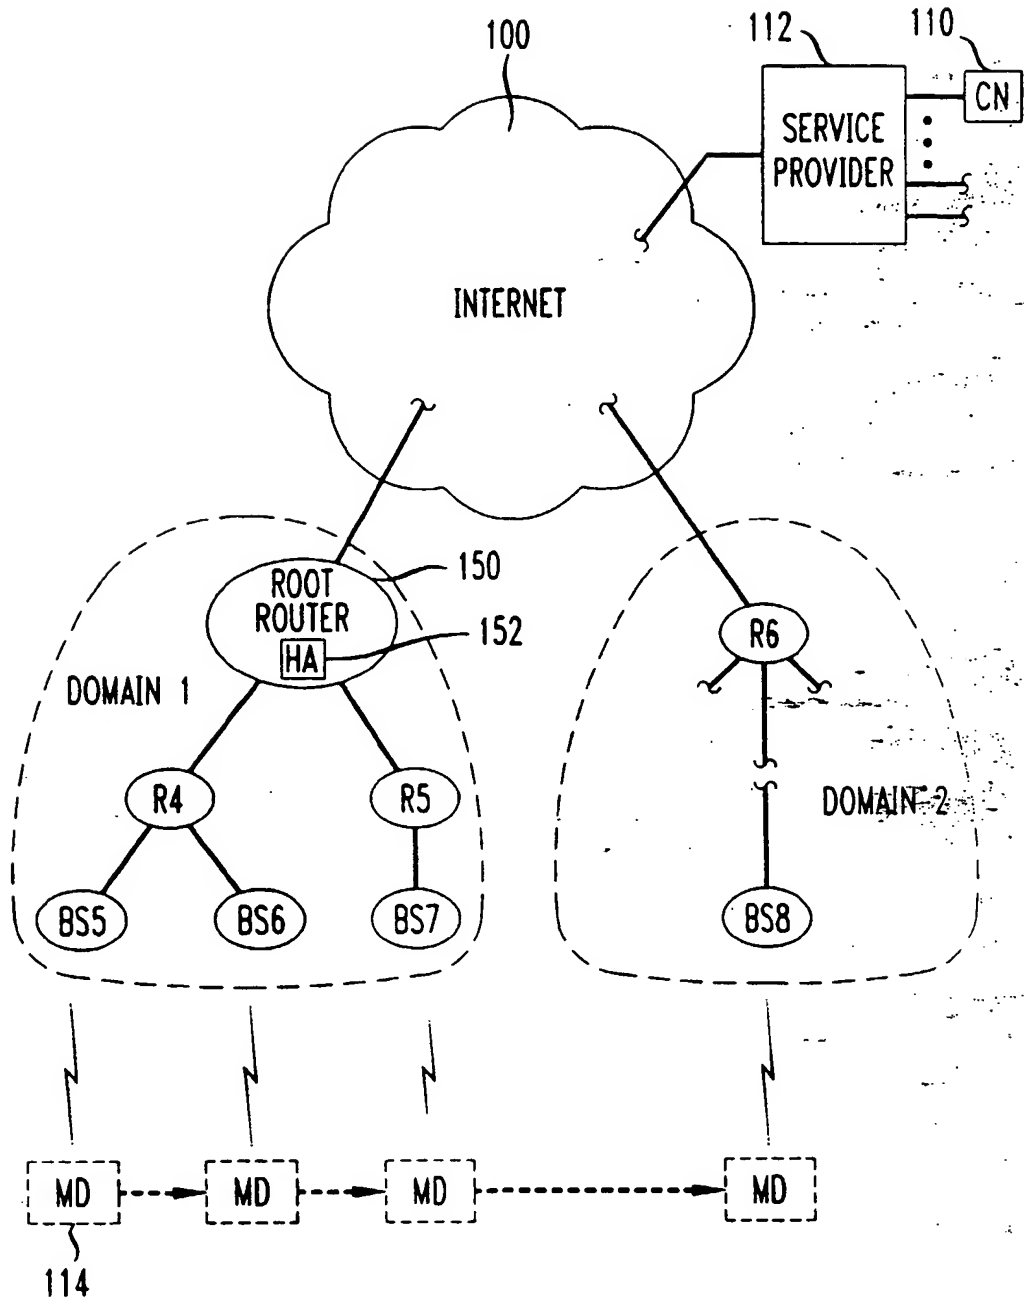 100
112
110
CN
SERVICE
PROVIDER
INTERNET
ROOT
ROUTER
HA
150
152
DOMAIN 1
R6
R4
R5
DOMAIN 2
BS5
BS6
BS7
BS8
MD
MD
MD
MD
114